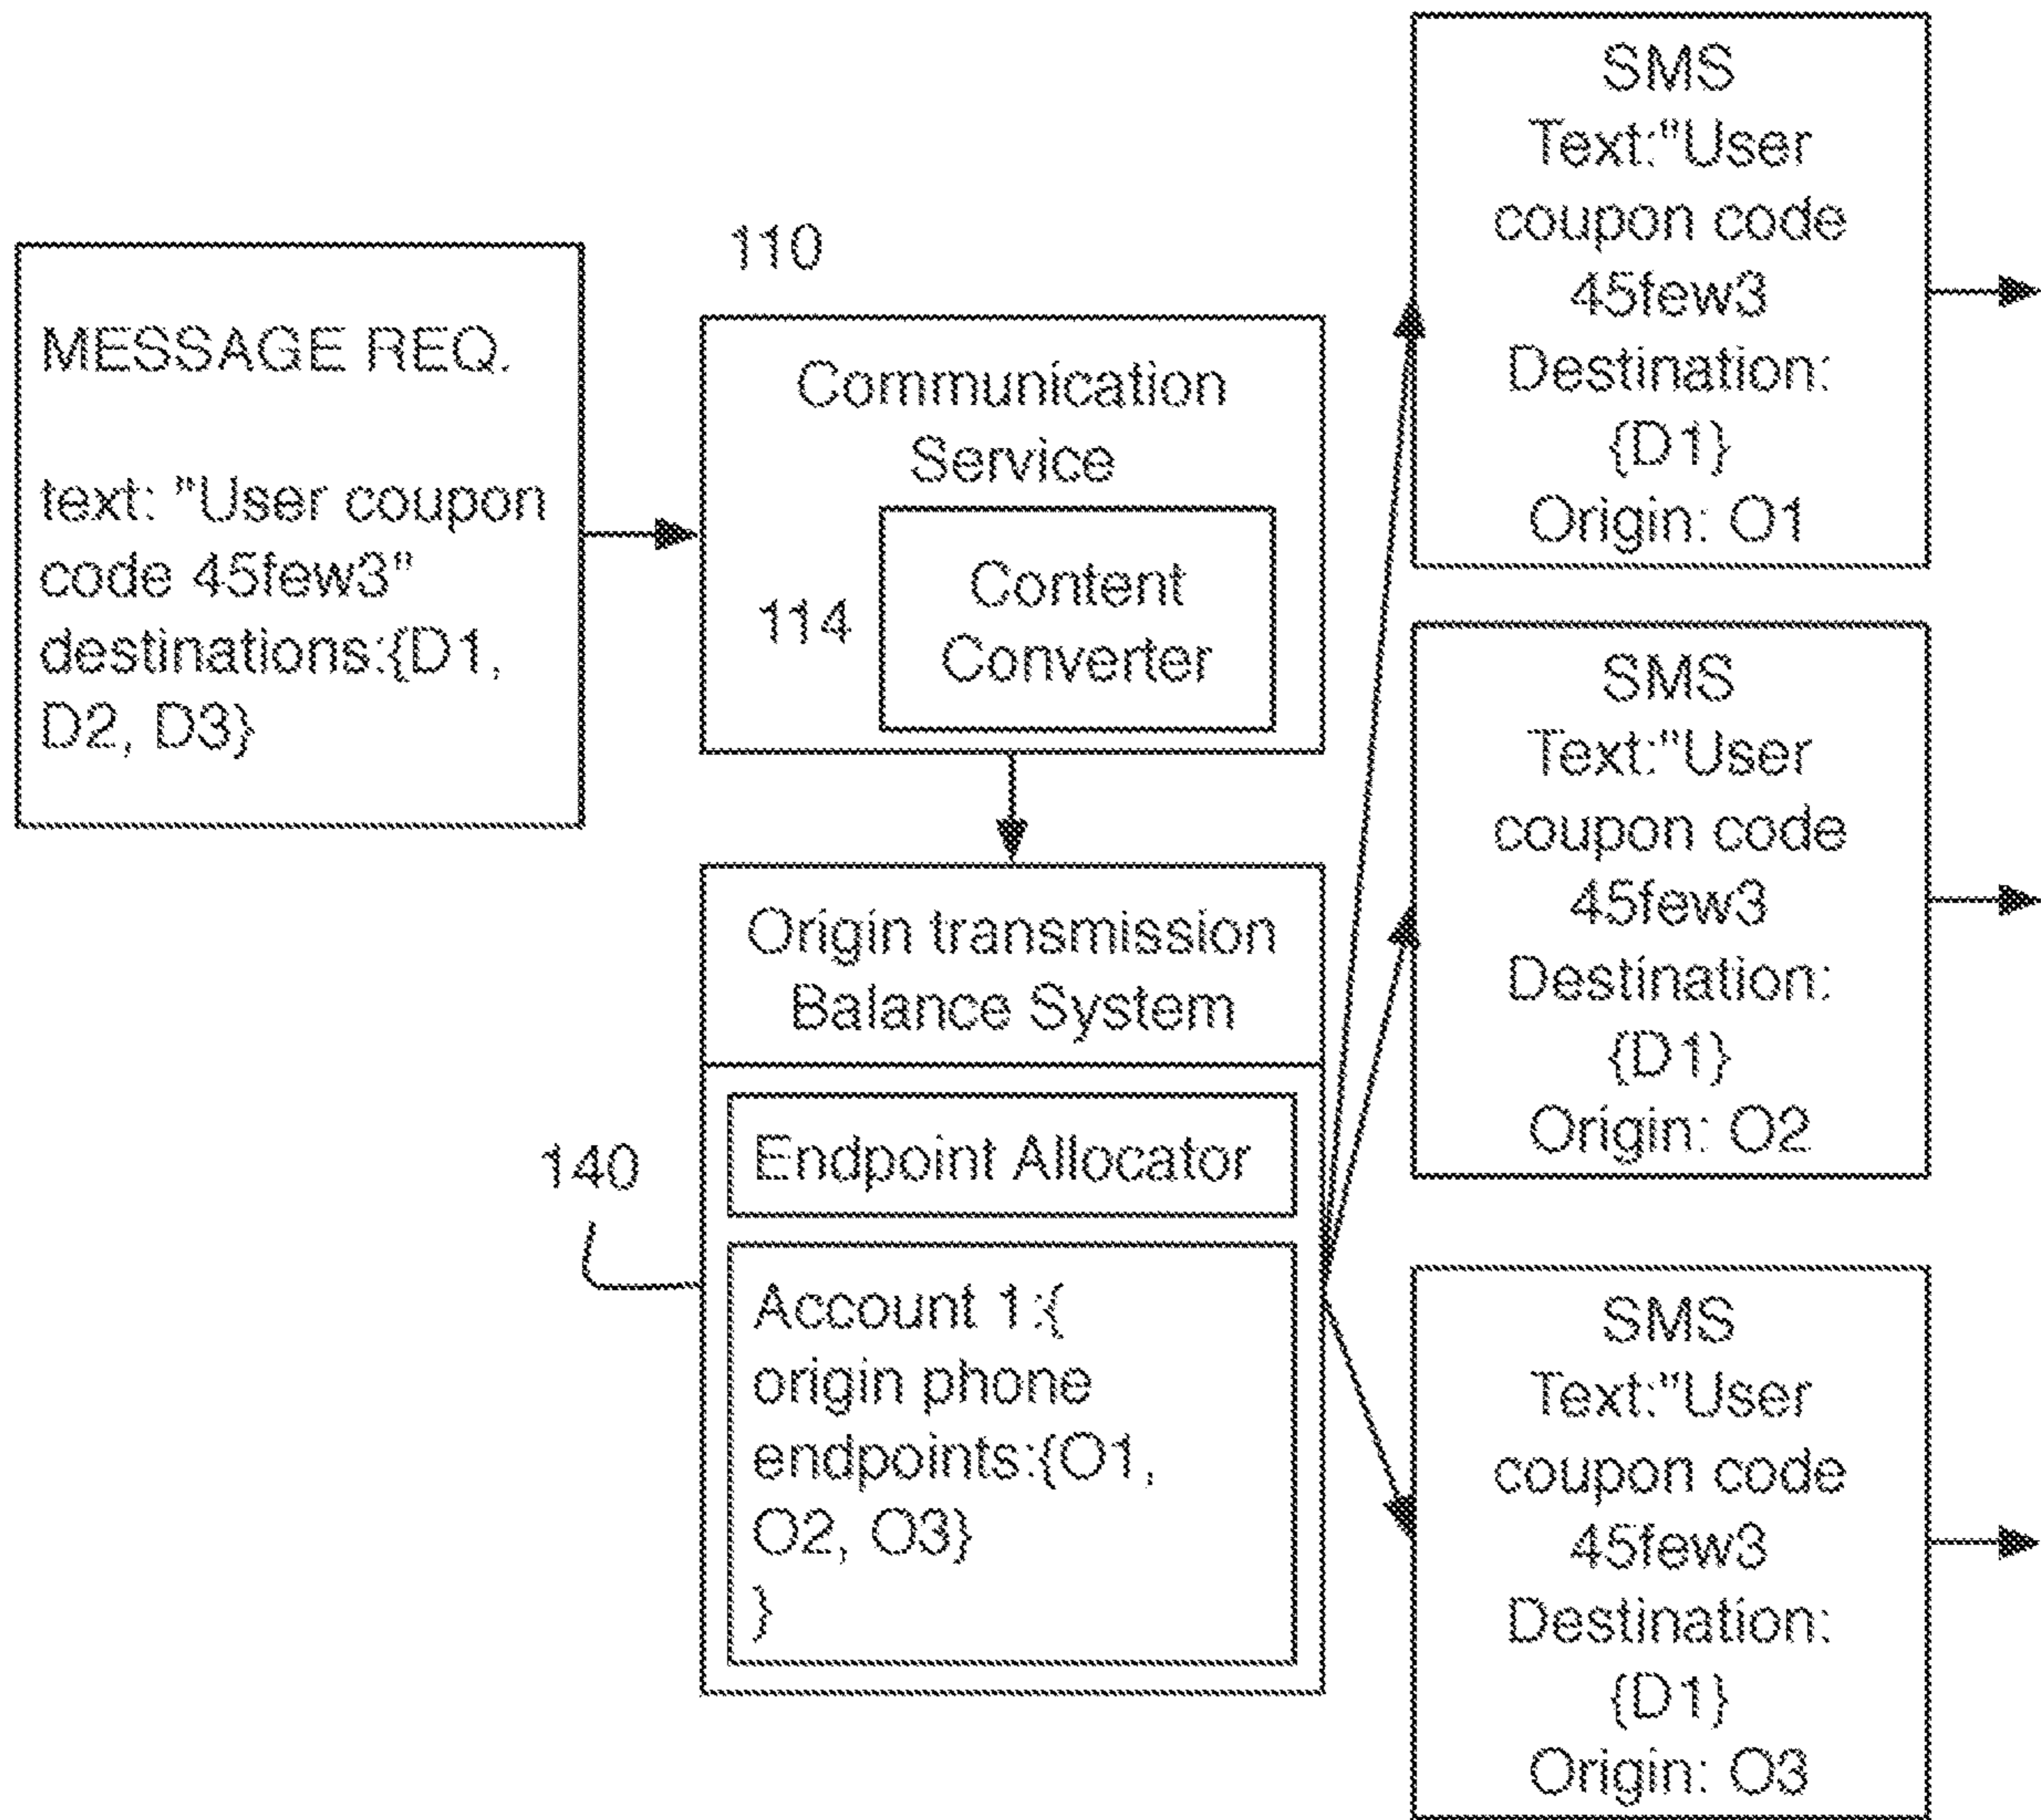 MESSAGE REQ.
text: "User coupon
code 45few3"
destinations:{D1,
D2, D3}
110
Communication
Service
114
Content
Converter
Origin transmission
Balance System
140
Endpoint Allocator
Account 1:{
origin phone
endpoints:{O1,
O2, O3}
}
SMS
Text:"User
coupon code
45few3
Destination:
{D1}
Origin: O1
SMS
Text:"User
coupon code
45few3
Destination:
{D1}
Origin: O2
SMS
Text:"User
coupon code
45few3
Destination:
{D1}
Origin: O3